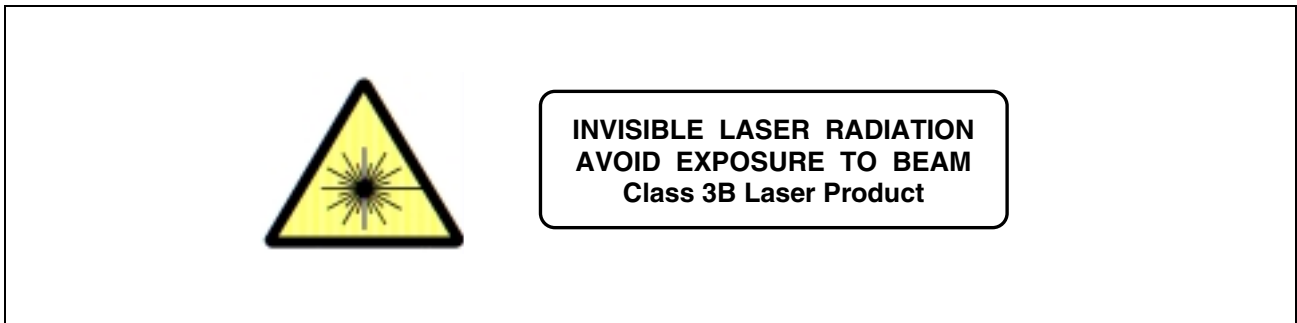 INVISIBLE LASER RADIATION
AVOID EXPOSURE TO BEAM
Class 3B Laser Product